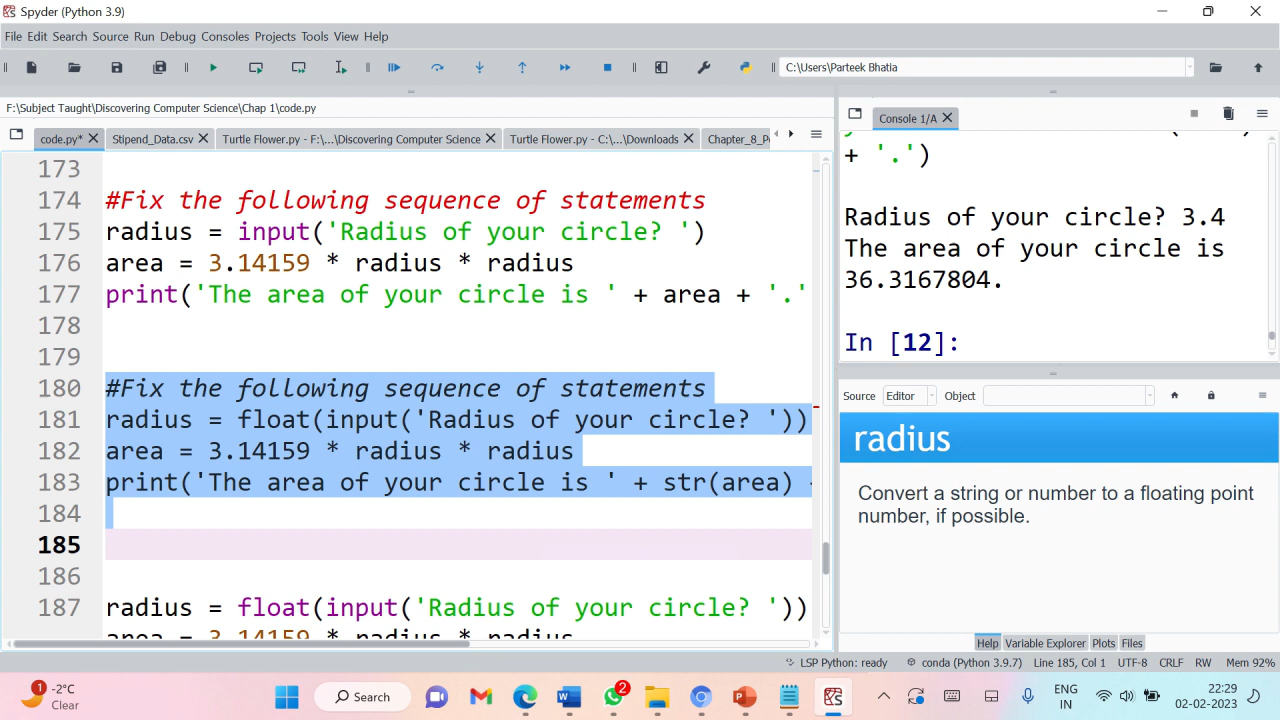 Spyder (Python 3.9)
File Edit Search Source Run Debug Consoles Projects Tools View Help
C:\Users\Parteek Bhatia
F:\Subject Taught\Discovering Computer Science\Chap 1\code.py
code.py* Stipend_Data.csv Turtle Flower.py - F:\...\Discovering Computer Science Turtle Flower.py - C:\...\Downloads Chapter_8_P
173
174 #Fix the following sequence of statements
175 radius = input('Radius of your circle? ')
176 area = 3.14159 * radius * radius
177 print('The area of your circle is ' + area + '.'
178
179
180 #Fix the following sequence of statements
181 radius = float(input('Radius of your circle? '))
182 area = 3.14159 * radius * radius
183 print('The area of your circle is ' + str(area)
184
185
186
187 radius = float(input('Radius of your circle? '))
area = 3.14159 * radius * radius
Console 1/A
+ '.')
Radius of your circle? 3.4
The area of your circle is
36.3167804.
In [12]:
Source Editor Object
radius
Convert a string or number to a floating point
number, if possible.
Help Variable Explorer Plots Files
LSP Python: ready conda (Python 3.9.7) Line 185, Col 1 UTF-8 CRLF RW Mem 92%
1 -2°C
Clear
Search
2
ENG
IN
22:29
02-02-2023